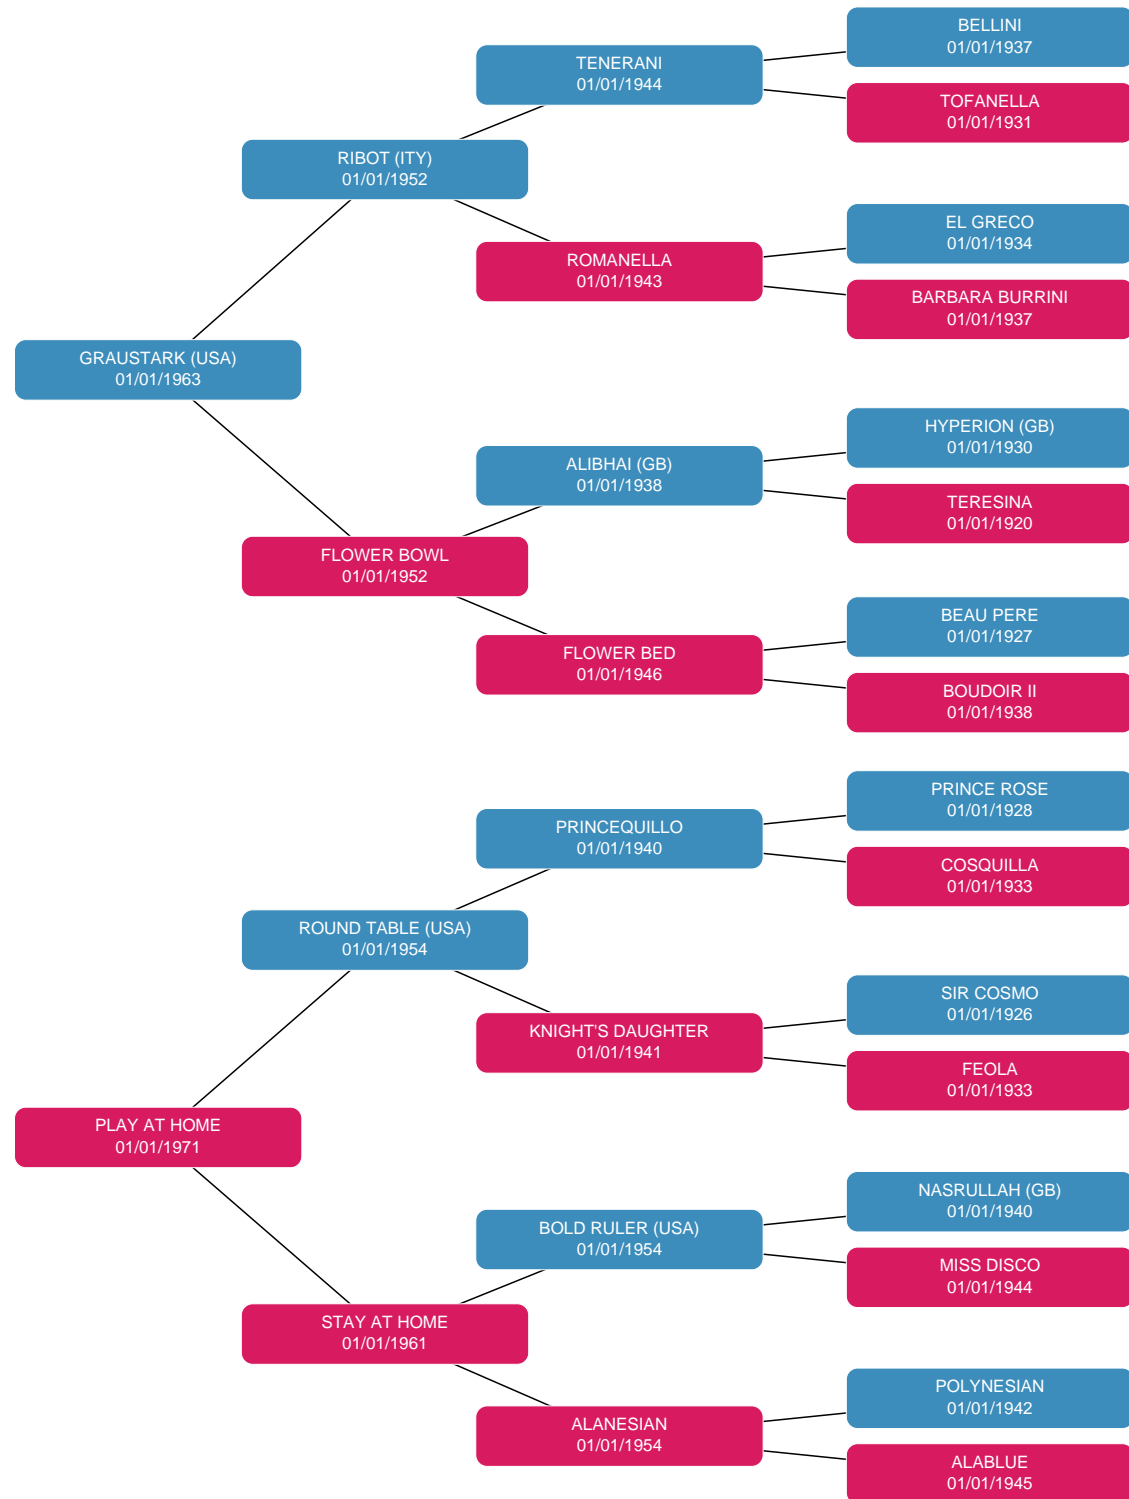 BELLINI
01/01/1937
TENERANI
01/01/1944
TOFANELLA
01/01/1931
RIBOT (ITY)
01/01/1952
EL GRECO
01/01/1934
ROMANELLA
01/01/1943
BARBARA BURRINI
01/01/1937
GRAUSTARK (USA)
01/01/1963
HYPERION (GB)
01/01/1930
ALIBHAI (GB)
01/01/1938
TERESINA
01/01/1920
FLOWER BOWL
01/01/1952
BEAU PERE
01/01/1927
FLOWER BED
01/01/1946
BOUDOIR II
01/01/1938
PRINCE ROSE
01/01/1928
PRINCEQUILLO
01/01/1940
COSQUILLA
01/01/1933
ROUND TABLE (USA)
01/01/1954
SIR COSMO
01/01/1926
KNIGHT'S DAUGHTER
01/01/1941
FEOLA
01/01/1933
PLAY AT HOME
01/01/1971
NASRULLAH (GB)
01/01/1940
BOLD RULER (USA)
01/01/1954
MISS DISCO
01/01/1944
STAY AT HOME
01/01/1961
POLYNESIAN
01/01/1942
ALANESIAN
01/01/1954
ALABLUE
01/01/1945